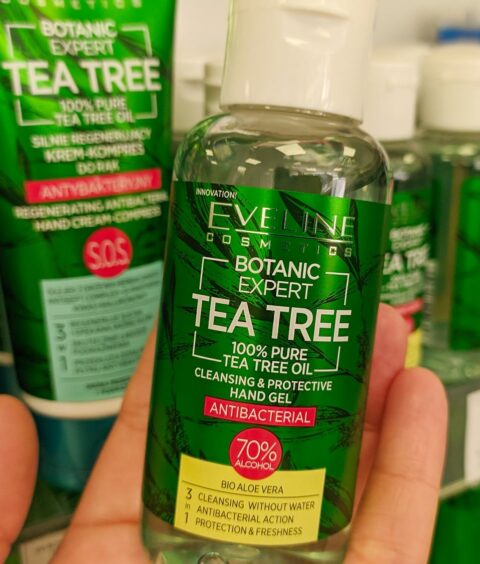 COSMETICS
BOTANIC
EXPERT
TEA TREE
100% PURE
TEA TREE OIL
SILNIE REGENERUJĄCY
KREM-KOMPRES
DO RĄK
ANTYBAKTERYJNY
REGENERATING ANTIBACTERIAL
HAND CREAM-COMPRESS
S.O.S.
INNOVATION!
EVELINE
COSMETICS
BOTANIC
EXPERT
TEA TREE
100% PURE
TEA TREE OIL
CLEANSING & PROTECTIVE
HAND GEL
ANTIBACTERIAL
70%
ALCOHOL
BIO ALOE VERA
3 in 1
CLEANSING WITHOUT WATER
ANTIBACTERIAL ACTION
PROTECTION & FRESHNESS